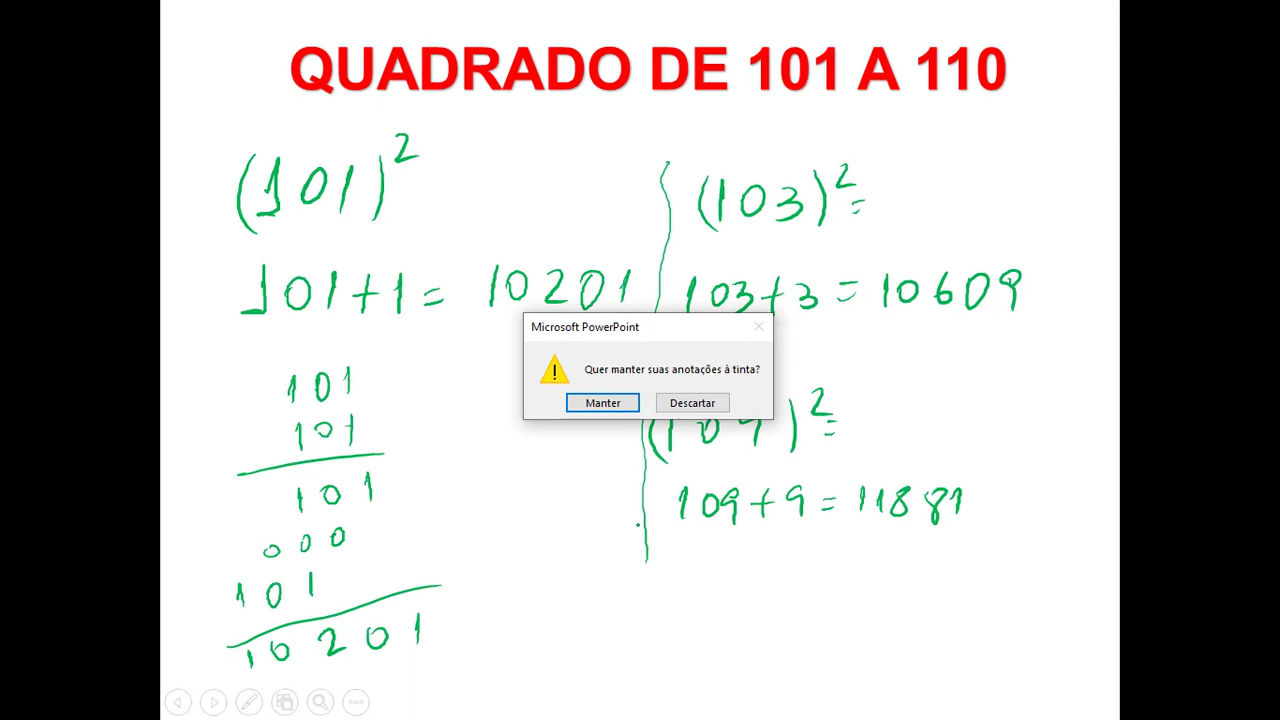 QUADRADO DE 101 A 110
(101)²
101+1= 10201
101
101
101
000
101
10201
(103)²=
103+3=10609
Microsoft PowerPoint
Quer manter suas anotações à tinta?
Manter
Descartar
(109)²=
109+9=11881